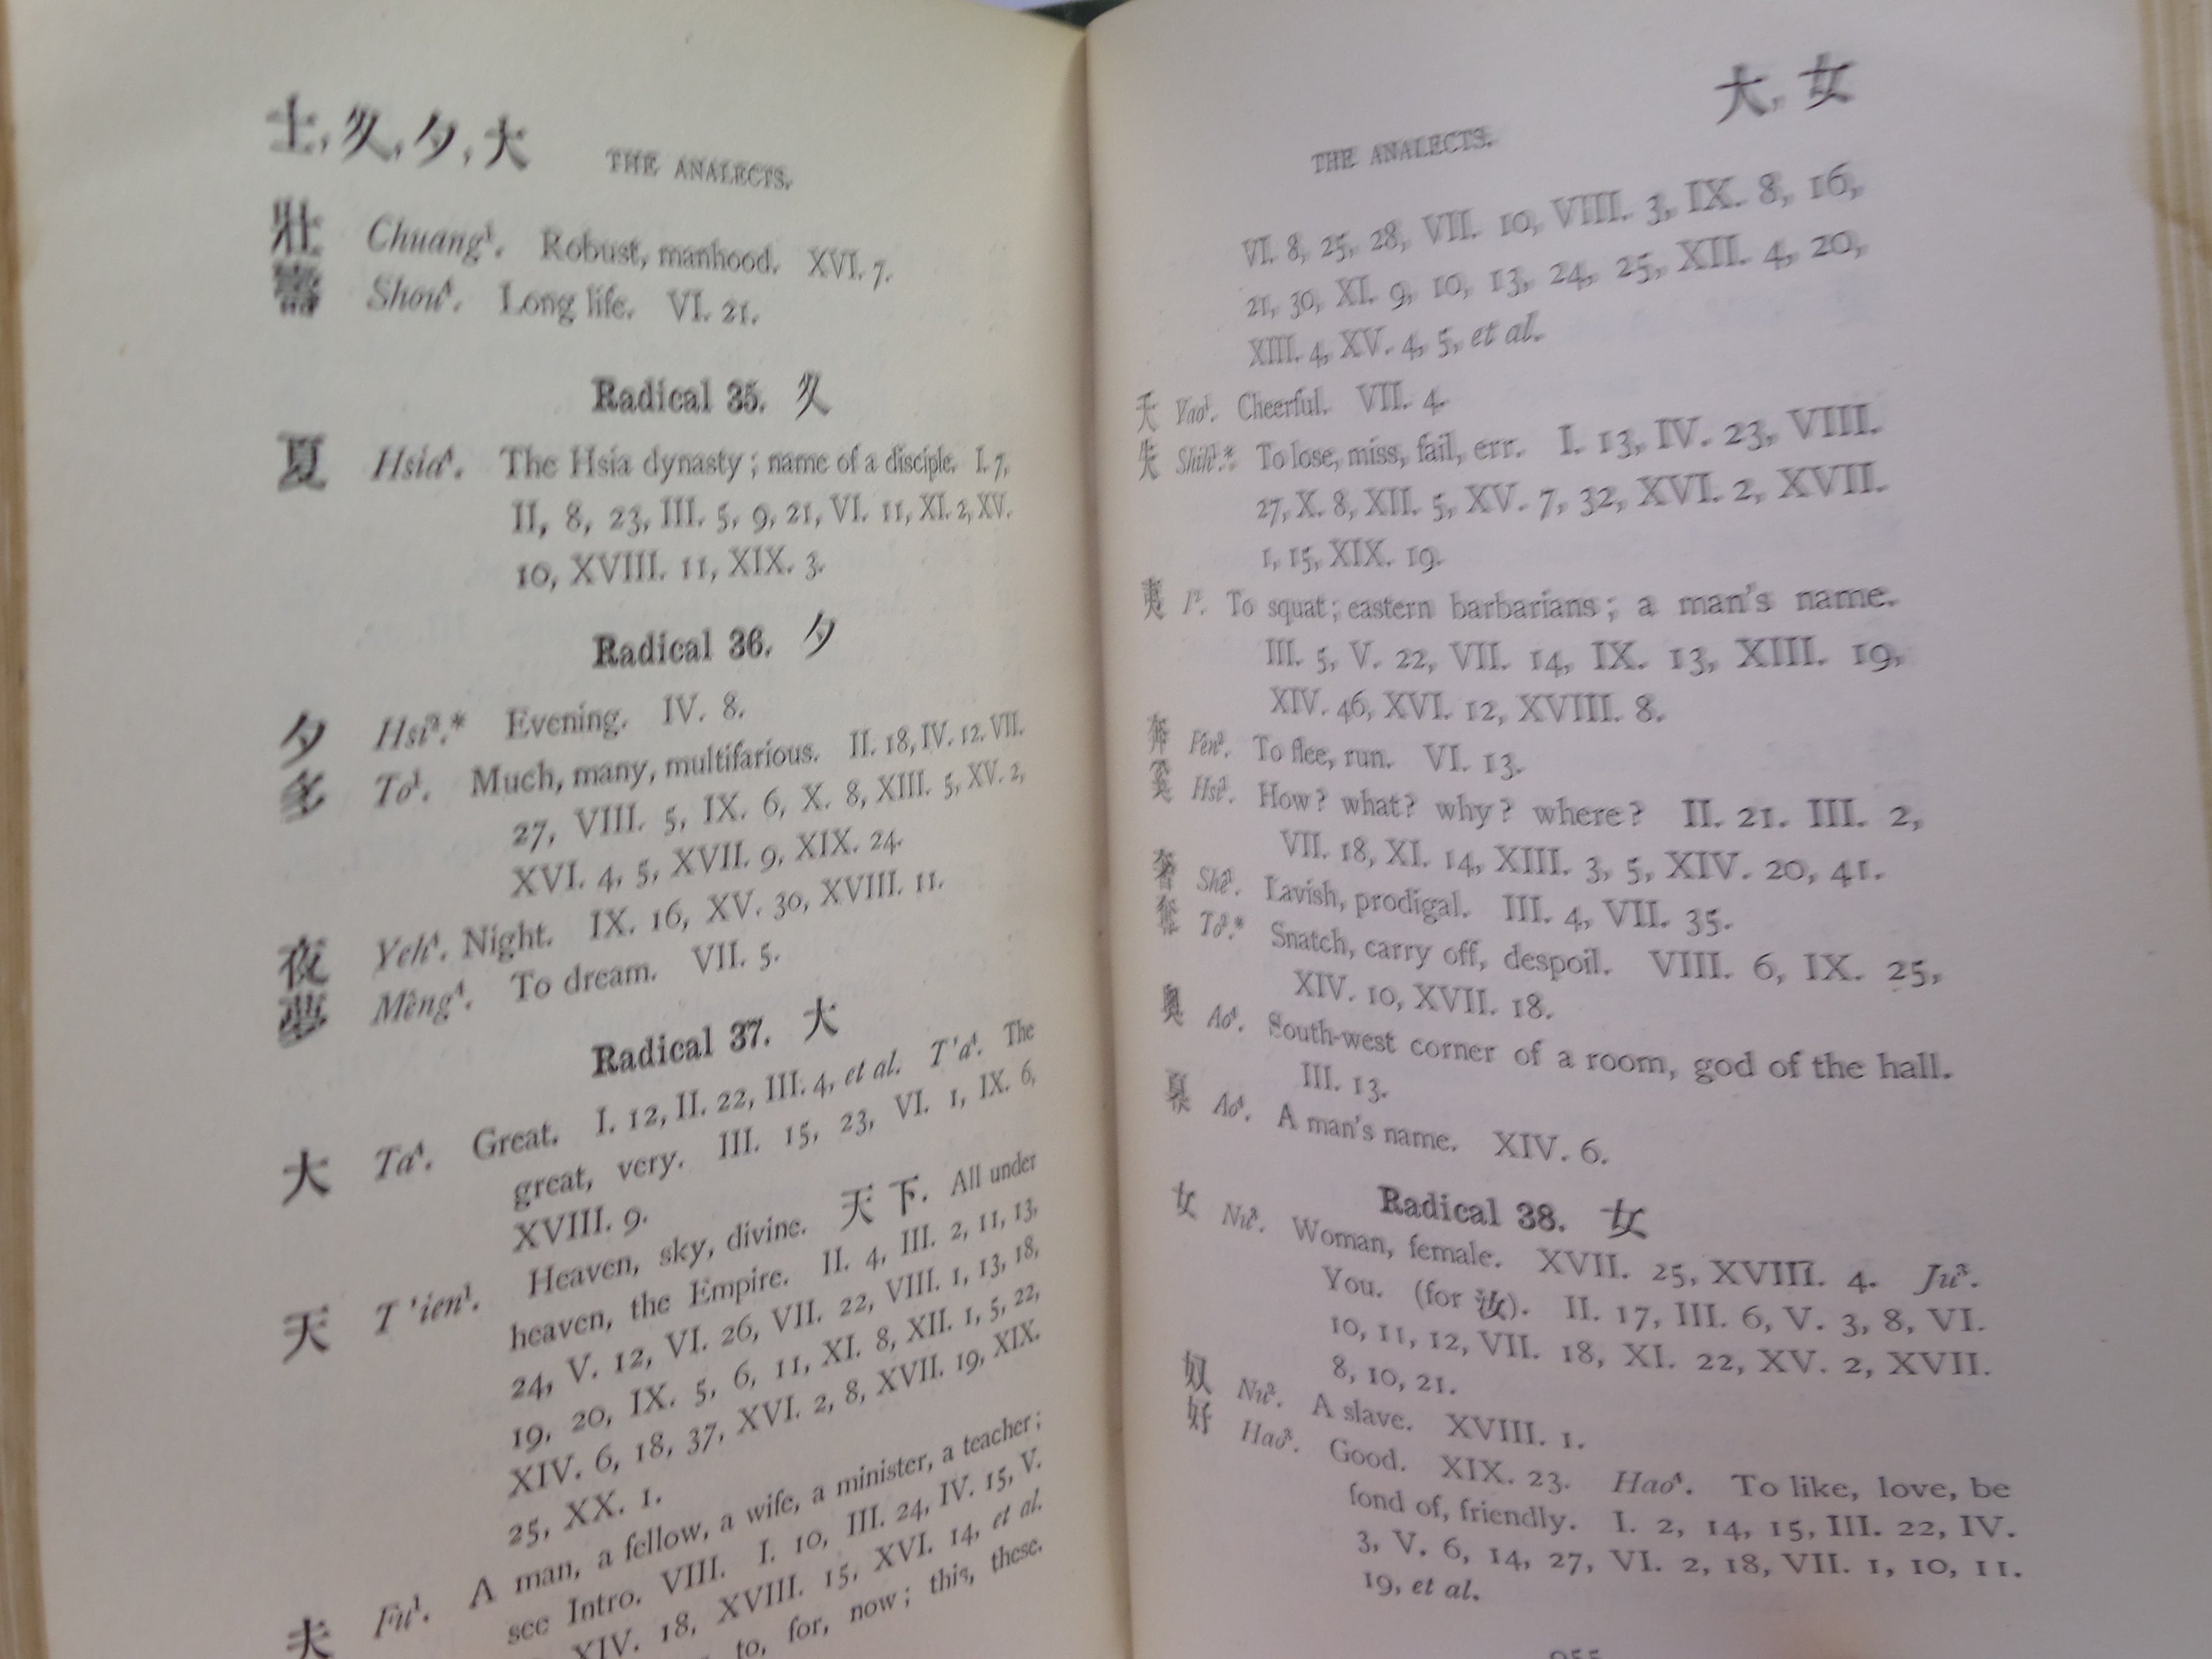 士, 夂, 夕, 大 THE ANALECTS.
壯 Chuang⁴. Robust, manhood. XVI. 7.
壽 Shou⁴. Long life. VI. 21.
Radical 35. 夂
夏 Hsia⁴. The Hsia dynasty; name of a disciple. I. 7,
II, 8, 23, III. 5, 9, 21, VI. 11, XI. 2, XV.
10, XVIII. 11, XIX. 3.
Radical 36. 夕
夕 Hsi².* Evening. IV. 8.
多 To¹. Much, many, multifarious. II. 18, IV. 12. VII.
27, VIII. 5, IX. 6, X. 8, XIII. 5, XV. 2,
XVI. 4, 5, XVII. 9, XIX. 24.
夜 Yeh⁴. Night. IX. 16, XV. 30, XVIII. 11.
夢 Mêng⁴. To dream. VII. 5.
Radical 37. 大
大 Ta⁴. Great. I. 12, II. 22, III. 4, et al. T'a⁴. The
great, very. III. 15, 23, VI. 1, IX. 6,
XVIII. 9.
天 T'ien¹. Heaven, sky, divine. 天下. All under
heaven, the Empire. II. 4, III. 2, 11, 13,
24, V. 12, VI. 26, VII. 22, VIII. 1, 13, 18,
19, 20, IX. 5, 6, 11, XI. 8, XII. 1, 5, 22,
XIV. 6, 18, 37, XVI. 2, 8, XVII. 19, XIX.
25, XX. 1.
夫 Fu¹. A man, a fellow, a wife, a minister, a teacher;
see Intro. VIII. I. 10, III. 24, IV. 15, V.
XIV. 18, XVIII. 15, XVI. 14, et al.
to, for, now; this, these.
大, 女
THE ANALECTS.
VI. 8, 25, 28, VII. 10, VIII. 3, IX. 8, 16,
21, 30, XI. 9, 10, 13, 24, 25, XII. 4, 20,
XIII. 4, XV. 4, 5, et al.
夭 Yao¹. Cheerful. VII. 4.
失 Shih¹.* To lose, miss, fail, err. I. 13, IV. 23, VIII.
27, X. 8, XII. 5, XV. 7, 32, XVI. 2, XVII.
1, 15, XIX. 19.
夷 I². To squat; eastern barbarians; a man's name.
III. 5, V. 22, VII. 14, IX. 13, XIII. 19,
XIV. 46, XVI. 12, XVIII. 8.
奔 Pên¹. To flee, run. VI. 13.
奚 Hsi¹. How? what? why? where? II. 21. III. 2,
VII. 18, XI. 14, XIII. 3, 5, XIV. 20, 41.
奢 Shê¹. Lavish, prodigal. III. 4, VII. 35.
奪 To².* Snatch, carry off, despoil. VIII. 6, IX. 25,
XIV. 10, XVII. 18.
奧 Ao⁴. South-west corner of a room, god of the hall.
III. 13.
奡 Ao⁴. A man's name. XIV. 6.
Radical 38. 女
女 Nu³. Woman, female. XVII. 25, XVIII. 4. Ju³.
You. (for 汝). II. 17, III. 6, V. 3, 8, VI.
10, 11, 12, VII. 18, XI. 22, XV. 2, XVII.
8, 10, 21.
奴 Nu². A slave. XVIII. 1.
好 Hao³. Good. XIX. 23. Hao⁴. To like, love, be
fond of, friendly. I. 2, 14, 15, III. 22, IV.
3, V. 6, 14, 27, VI. 2, 18, VII. 1, 10, 11.
19, et al.